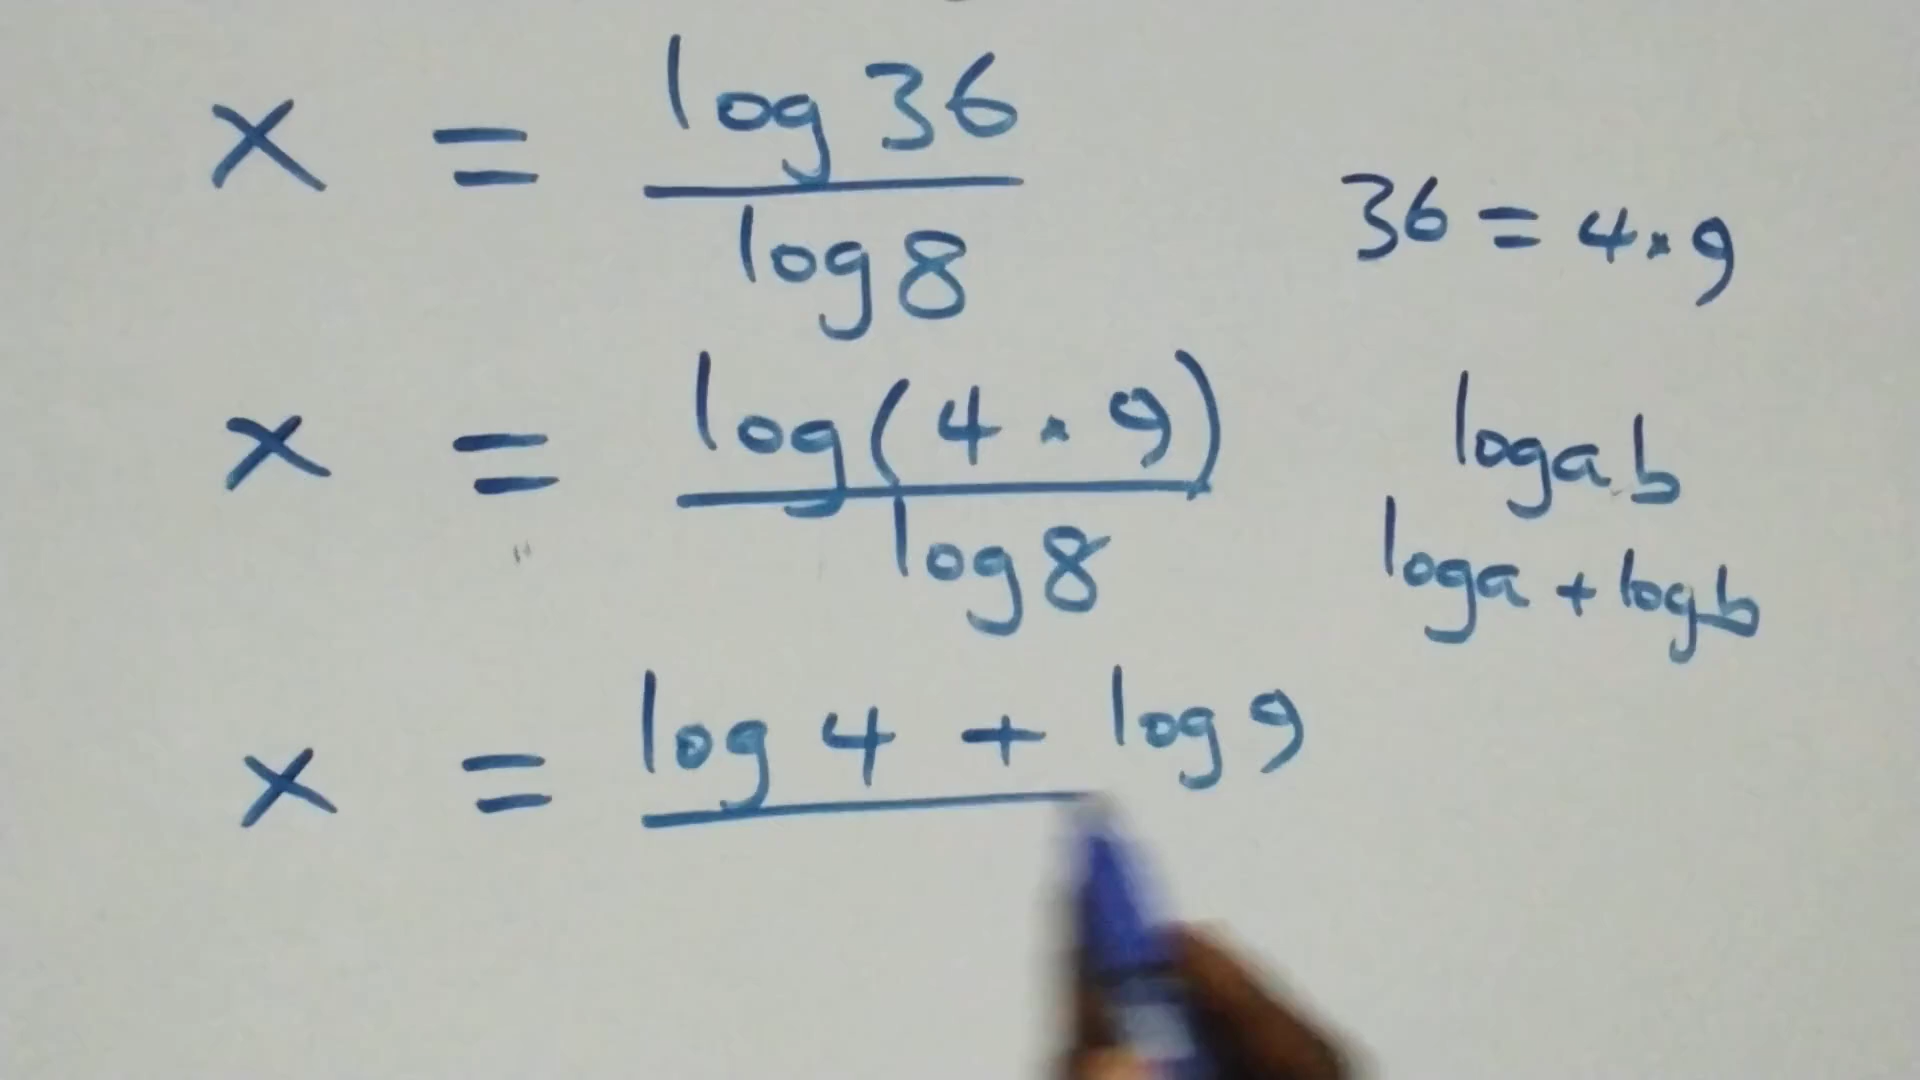 x = log 36 / log 8
36 = 4 * 9
x = log(4 * 9) / log 8
log a.b
log a + log b
x = log 4 + log 9